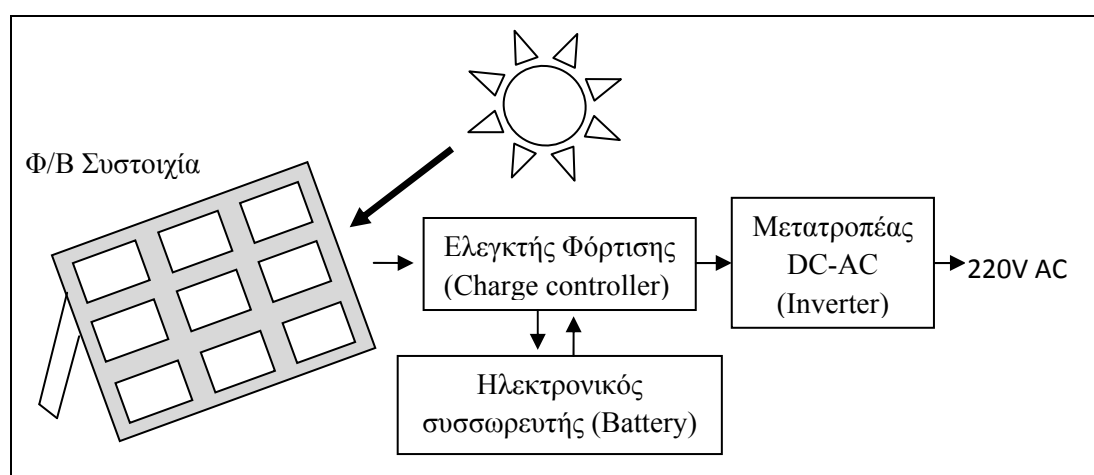 Φ/Β Συστοιχία
Ελεγκτής Φόρτισης
(Charge controller)
Μετατροπέας
DC-AC
(Inverter)
220V AC
Ηλεκτρονικός
συσσωρευτής (Battery)